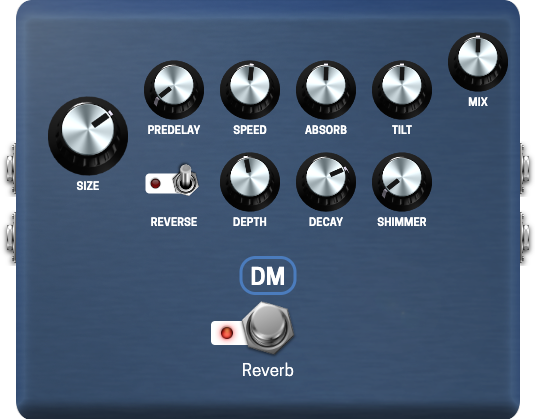 MIX
PREDELAY SPEED ABSORB TILT
SIZE
REVERSE DEPTH DECAY SHIMMER
DM
Reverb